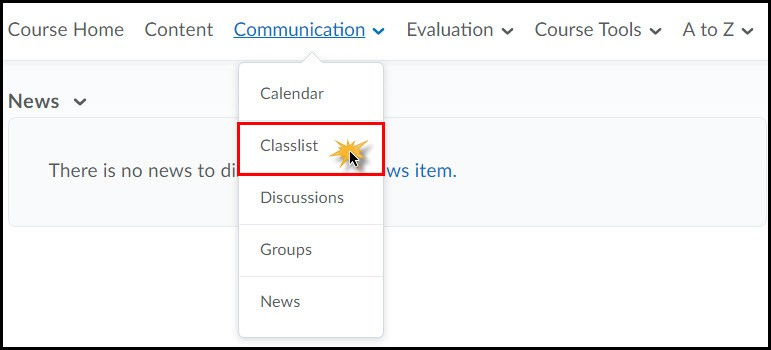 Course Home Content Communication Evaluation Course Tools A to Z
News
There is no news to di ws item.
Calendar
Classlist
Discussions
Groups
News